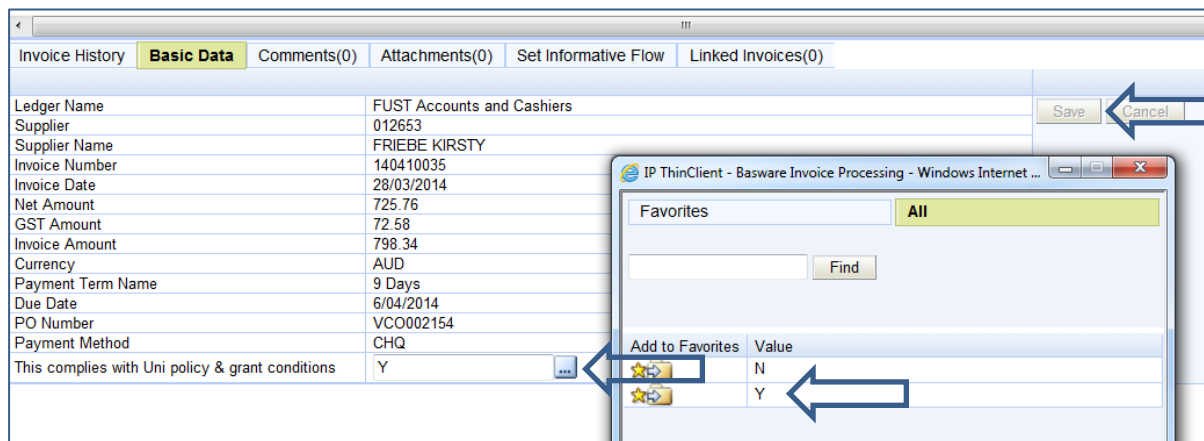 Invoice History Basic Data Comments(0) Attachments(0) Set Informative Flow Linked Invoices(0)
Ledger Name FUST Accounts and Cashiers
Supplier 012653
Supplier Name FRIEBE KIRSTY
Invoice Number 140410035
Invoice Date 28/03/2014
Net Amount 725.76
GST Amount 72.58
Invoice Amount 798.34
Currency AUD
Payment Term Name 9 Days
Due Date 6/04/2014
PO Number VCO002154
Payment Method CHQ
This complies with Uni policy & grant conditions Y ...
Save Cancel
IP ThinClient - Basware Invoice Processing - Windows Internet ...
Favorites All
Find
Add to Favorites Value
N
Y